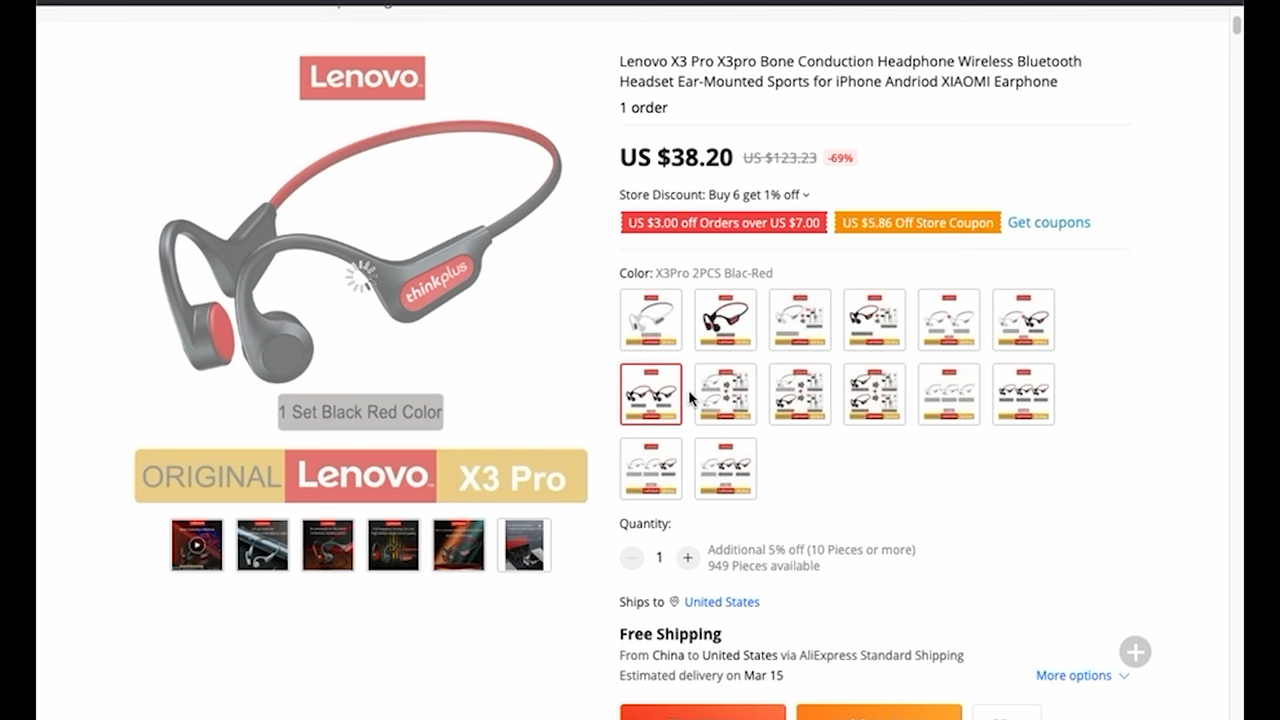 Lenovo
thinkplus
1 Set Black Red Color
ORIGINAL Lenovo X3 Pro
Lenovo X3 Pro X3pro Bone Conduction Headphone Wireless Bluetooth
Headset Ear-Mounted Sports for iPhone Andriod XIAOMI Earphone
1 order
US $38.20 US $123.23 -69%
Store Discount: Buy 6 get 1% off
US $3.00 off Orders over US $7.00 US $5.86 Off Store Coupon Get coupons
Color: X3Pro 2PCS Blac-Red
Quantity:
1
Additional 5% off (10 Pieces or more)
949 Pieces available
Ships to United States
Free Shipping
From China to United States via AliExpress Standard Shipping
Estimated delivery on Mar 15
More options